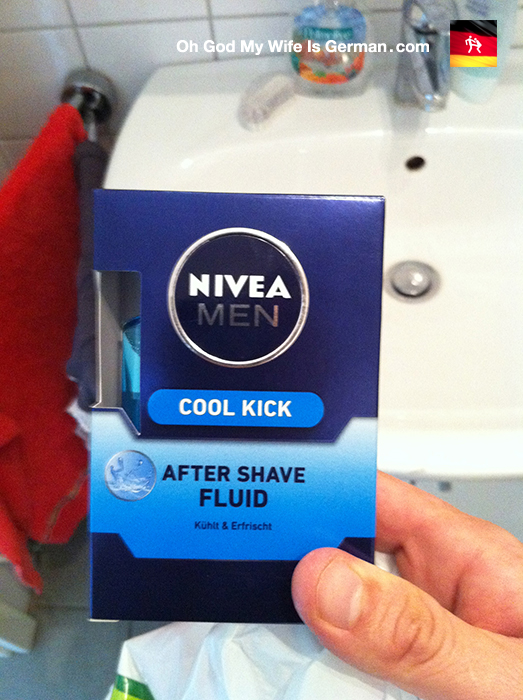 Oh God My Wife Is German.com
NIVEA
MEN
COOL KICK
AFTER SHAVE
FLUID
Kühlt & Erfrischt